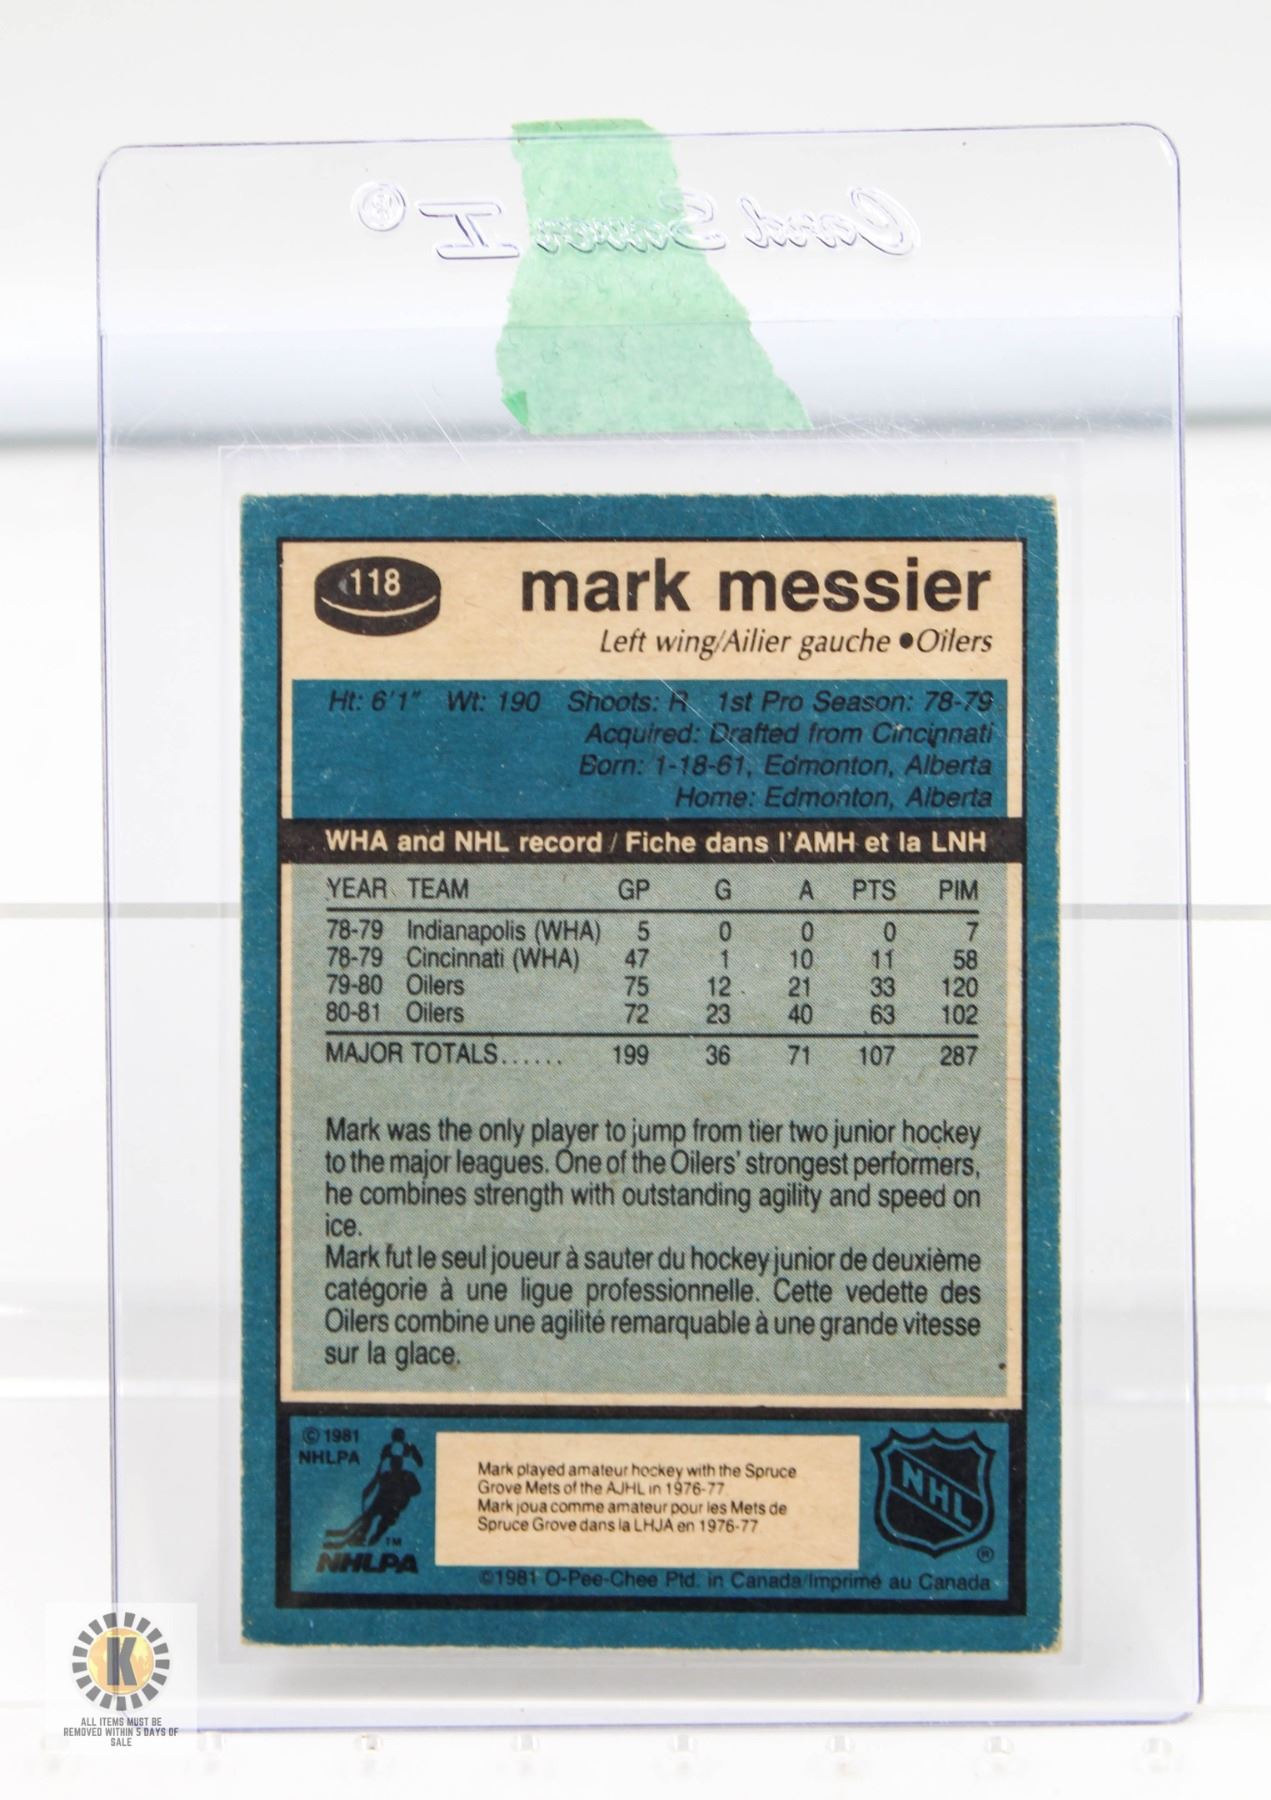 Card Saver I®
118
mark messier
Left wing/Ailier gauche ●Oilers
Ht: 6'1" Wt: 190 Shoots: R 1st Pro Season: 78-79
Acquired: Drafted from Cincinnati
Born: 1-18-61, Edmonton, Alberta
Home: Edmonton, Alberta
WHA and NHL record / Fiche dans l'AMH et la LNH
YEAR TEAM GP G A PTS PIM
78-79 Indianapolis (WHA) 5 0 0 0 7
78-79 Cincinnati (WHA) 47 1 10 11 58
79-80 Oilers 75 12 21 33 120
80-81 Oilers 72 23 40 63 102
MAJOR TOTALS...... 199 36 71 107 287
Mark was the only player to jump from tier two junior hockey
to the major leagues. One of the Oilers' strongest performers,
he combines strength with outstanding agility and speed on
ice.
Mark fut le seul joueur à sauter du hockey junior de deuxième
catégorie à une ligue professionnelle. Cette vedette des
Oilers combine une agilité remarquable à une grande vitesse
sur la glace.
© 1981
NHLPA
TM
NHLPA
Mark played amateur hockey with the Spruce
Grove Mets of the AJHL in 1976-77
Mark joua comme amateur pour les Mets de
Spruce Grove dans la LHJA en 1976-77
NHL
®
©1981 O-Pee-Chee Ptd. in Canada/Imprimé au Canada
K
ALL ITEMS MUST BE
REMOVED WITHIN 5 DAYS OF
SALE